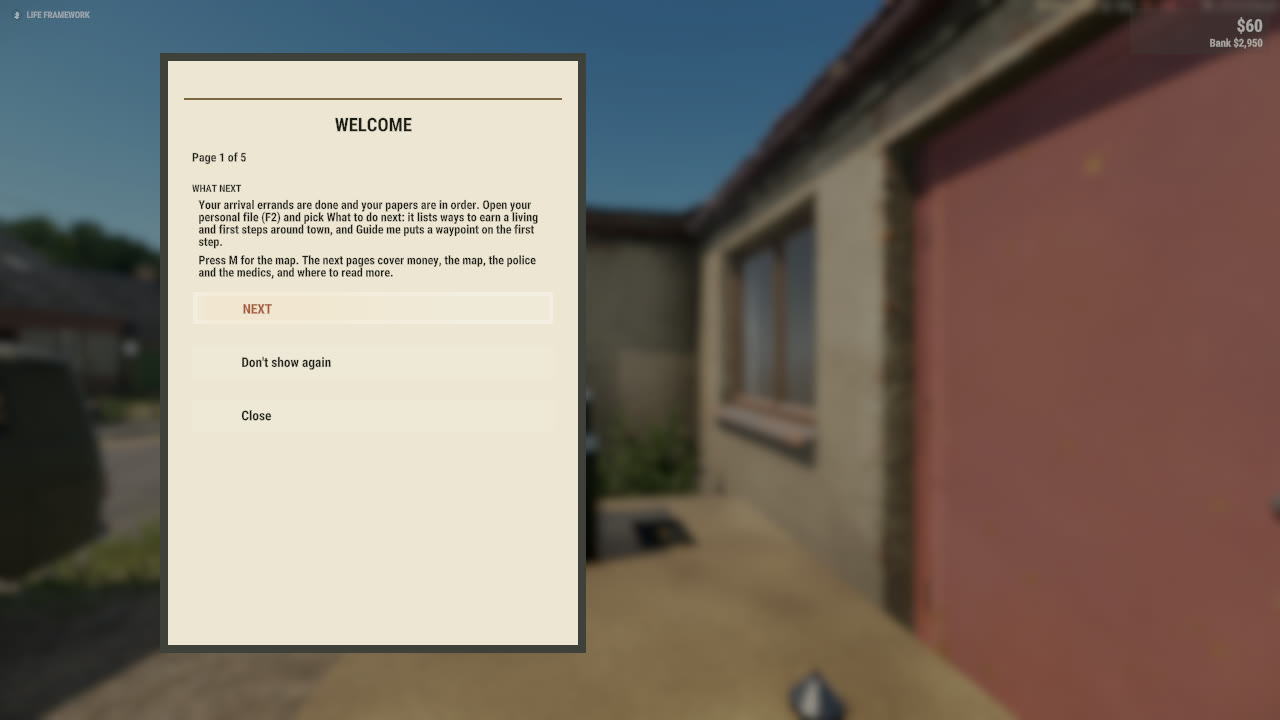 LIFE FRAMEWORK
$60
Bank $2,950
WELCOME
Page 1 of 5
WHAT NEXT
Your arrival errands are done and your papers are in order. Open your
personal file (F2) and pick What to do next: it lists ways to earn a living
and first steps around town, and Guide me puts a waypoint on the first
step.
Press M for the map. The next pages cover money, the map, the police
and the medics, and where to read more.
NEXT
Don't show again
Close